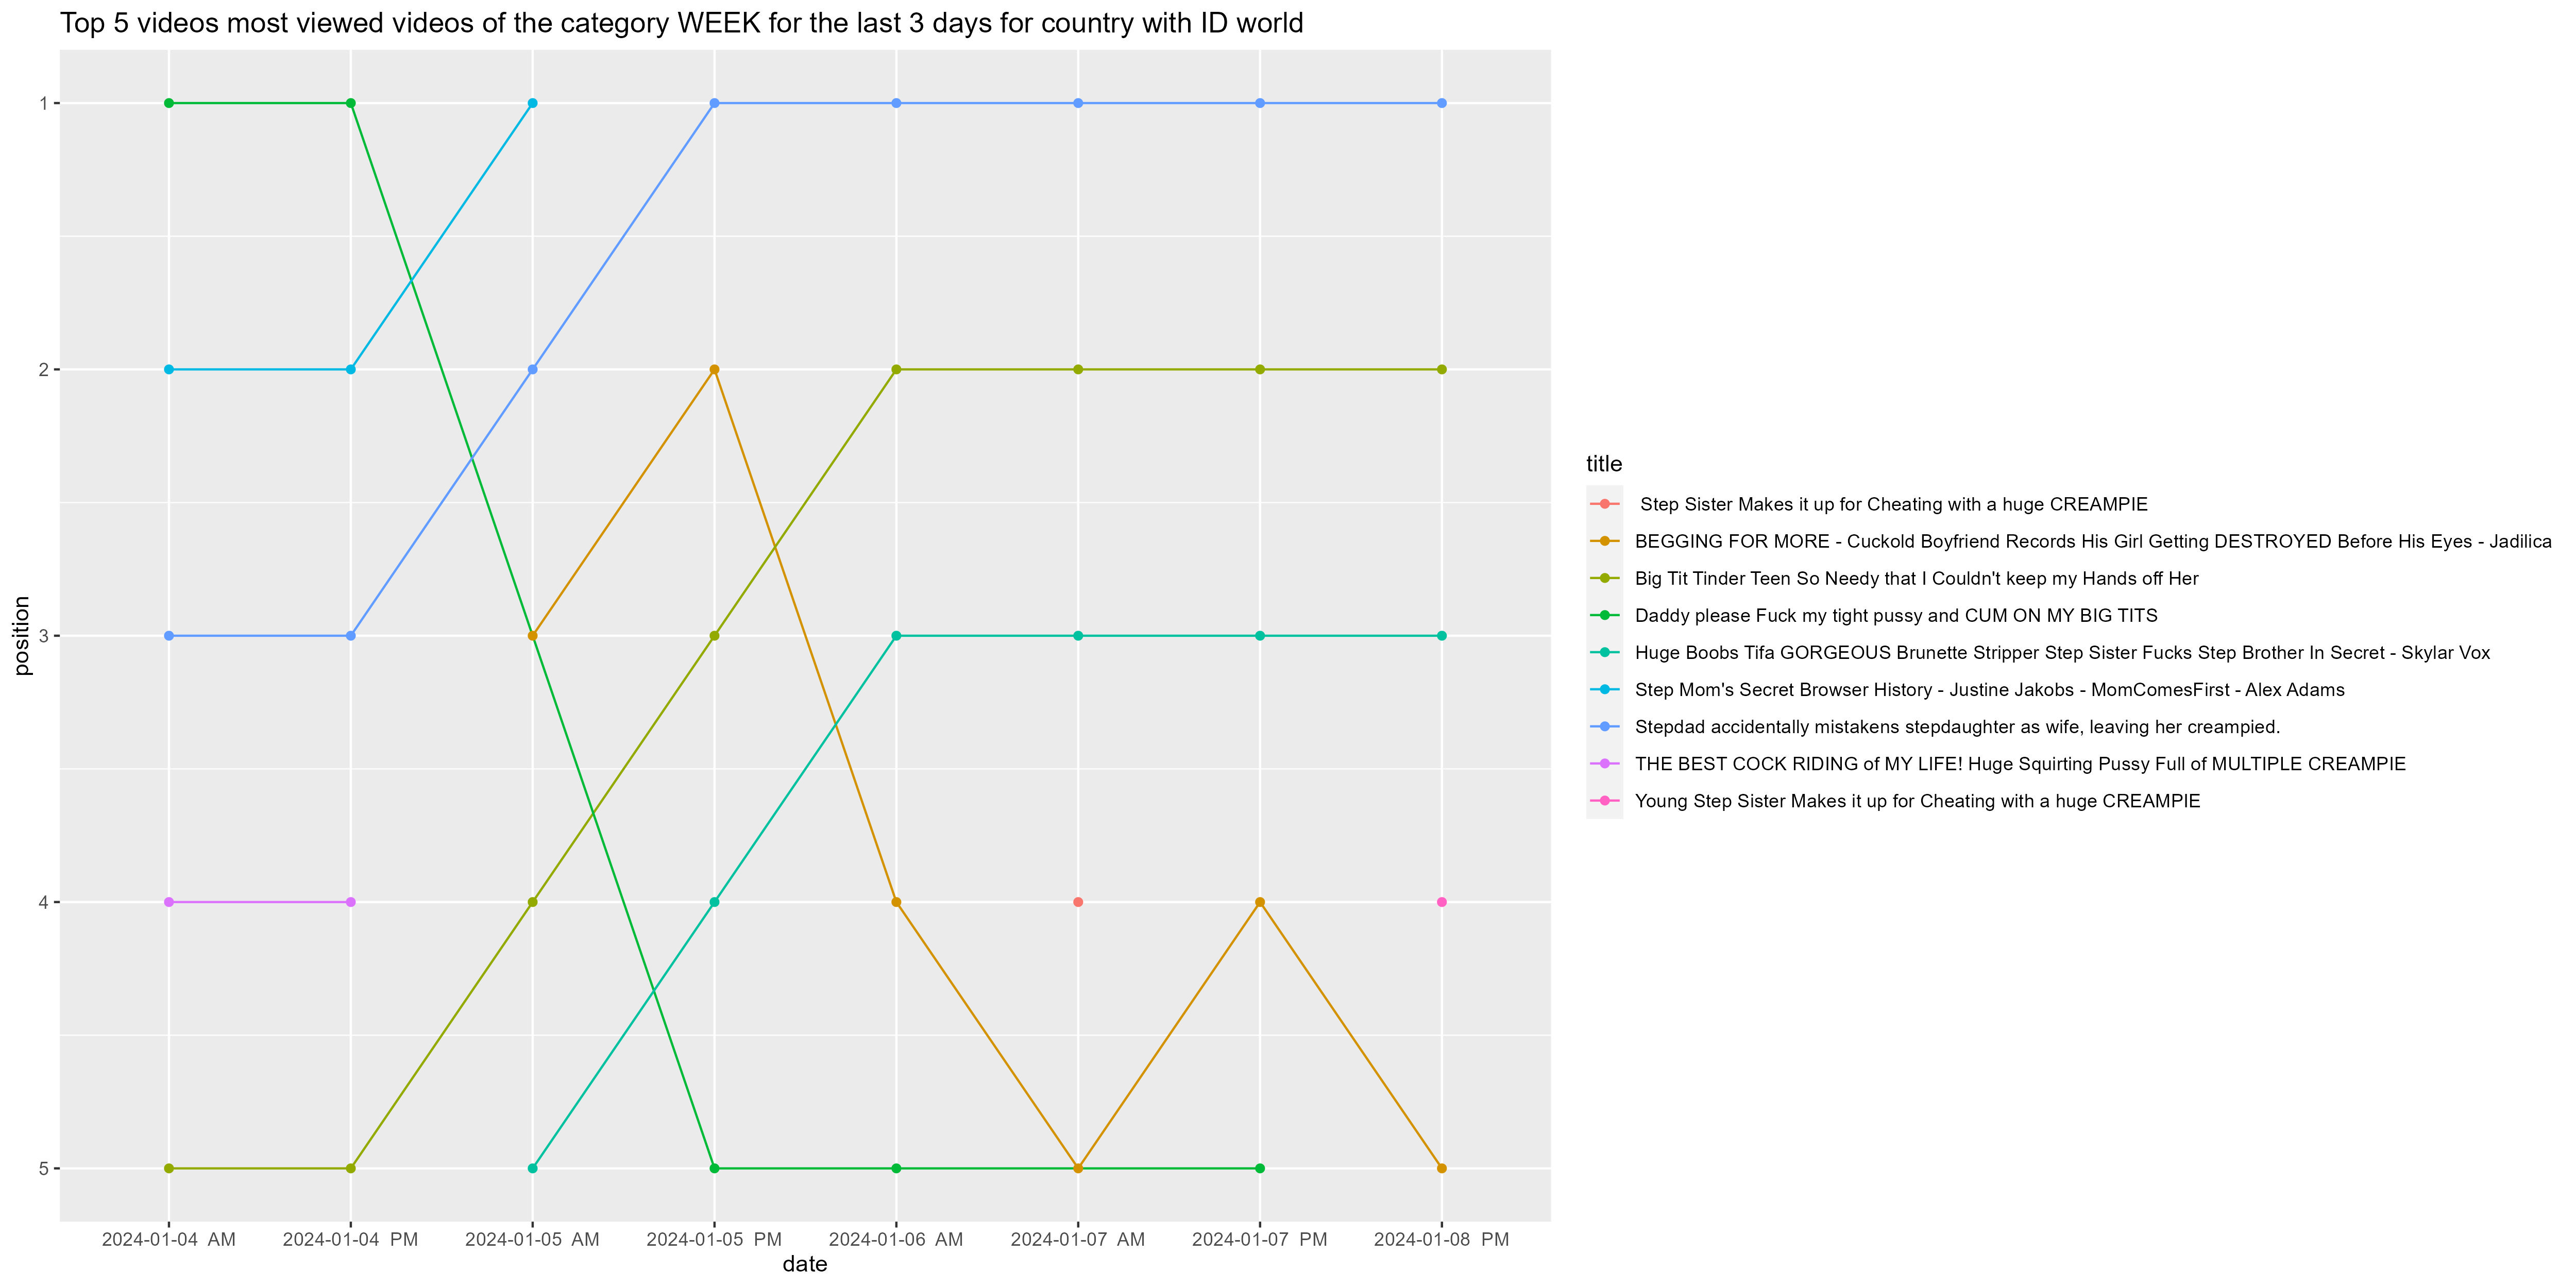 Top 5 videos most viewed videos of the category WEEK for the last 3 days for country with ID world
position
1
2
3
4
5
2024-01-04 AM
2024-01-04 PM
2024-01-05 AM
2024-01-05 PM
2024-01-06 AM
2024-01-07 AM
2024-01-07 PM
2024-01-08 PM
date
title
Step Sister Makes it up for Cheating with a huge CREAMPIE
BEGGING FOR MORE - Cuckold Boyfriend Records His Girl Getting DESTROYED Before His Eyes - Jadilica
Big Tit Tinder Teen So Needy that I Couldn't keep my Hands off Her
Daddy please Fuck my tight pussy and CUM ON MY BIG TITS
Huge Boobs Tifa GORGEOUS Brunette Stripper Step Sister Fucks Step Brother In Secret - Skylar Vox
Step Mom's Secret Browser History - Justine Jakobs - MomComesFirst - Alex Adams
Stepdad accidentally mistakens stepdaughter as wife, leaving her creampied.
THE BEST COCK RIDING of MY LIFE! Huge Squirting Pussy Full of MULTIPLE CREAMPIE
Young Step Sister Makes it up for Cheating with a huge CREAMPIE